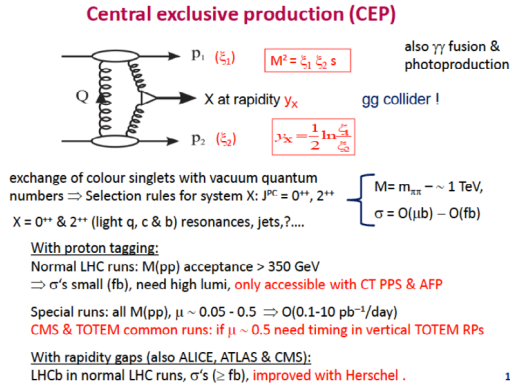 Central exclusive production (CEP)
p₁ (ξ₁)
M² = ξ₁ ξ₂ s
also γγ fusion &
photoproduction
Q
X at rapidity yₓ
gg collider !
p₂ (ξ₂)
yₓ = 1/2 ln ξ₁/ξ₂
exchange of colour singlets with vacuum quantum
numbers ⇒ Selection rules for system X: Jᴾᶜ = 0⁺⁺, 2⁺⁺
X = 0⁺⁺ & 2⁺⁺ (light q, c & b) resonances, jets,?....
M= mππ – ~ 1 TeV,
σ = O(μb) – O(fb)
With proton tagging:
Normal LHC runs: M(pp) acceptance > 350 GeV
⇒ σ's small (fb), need high lumi, only accessible with CT PPS & AFP
Special runs: all M(pp), μ ~ 0.05 - 0.5 ⇒ O(0.1-10 pb⁻¹/day)
CMS & TOTEM common runs: if μ ~ 0.5 need timing in vertical TOTEM RPs
With rapidity gaps (also ALICE, ATLAS & CMS):
LHCb in normal LHC runs, σ's (≥ fb), improved with Herschel .
1